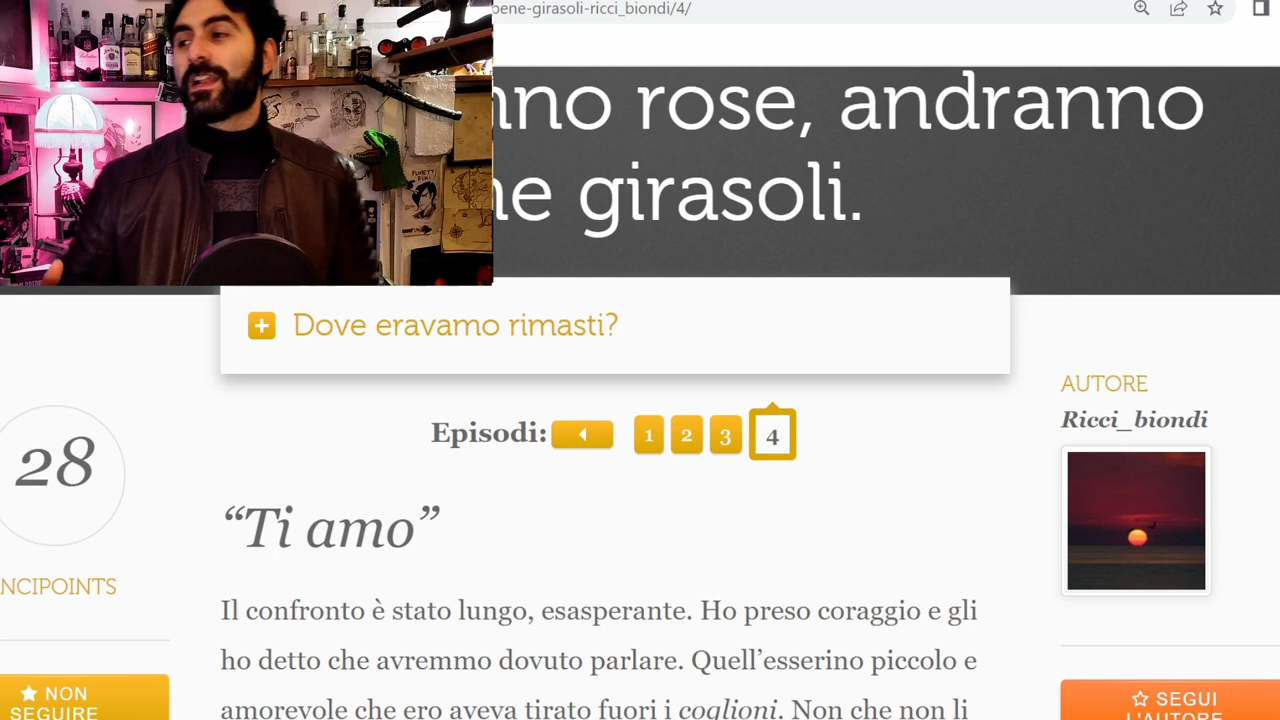 bene-girasoli-ricci_biondi/4/
nno rose, andranno
ne girasoli.
Dove eravamo rimasti?
AUTORE
Ricci_biondi
Episodi:
1
2
3
4
28
NCIPOINTS
“Ti amo”
Il confronto è stato lungo, esasperante. Ho preso coraggio e gli
ho detto che avremmo dovuto parlare. Quell’esserino piccolo e
amorevole che ero aveva tirato fuori i coglioni. Non che non li
NON
SEGUIRE
SEGUI
L'AUTORE